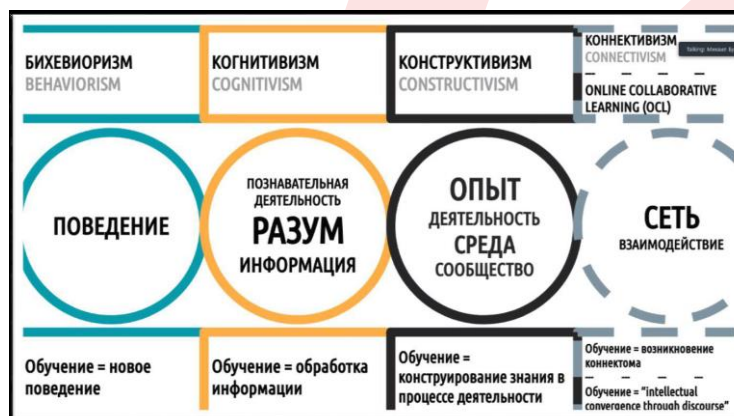 БИХЕВИОРИЗМ
BEHAVIORISM
КОГНИТИВИЗМ
COGNITIVISM
КОНСТРУКТИВИЗМ
CONSTRUCTIVISM
КОННЕКТИВИЗМ
CONNECTIVISM
ONLINE COLLABORATIVE
LEARNING (OCL)
ПОВЕДЕНИЕ
ПОЗНАВАТЕЛЬНАЯ
ДЕЯТЕЛЬНОСТЬ
РАЗУМ
ИНФОРМАЦИЯ
ОПЫТ
ДЕЯТЕЛЬНОСТЬ
СРЕДА
СООБЩЕСТВО
СЕТЬ
ВЗАИМОДЕЙСТВИЕ
Обучение = новое
поведение
Обучение = обработка
информации
Обучение =
конструирование знания в
процессе деятельности
Обучение = возникновение
коннектома
Обучение = "intellectual
convergence through discourse"